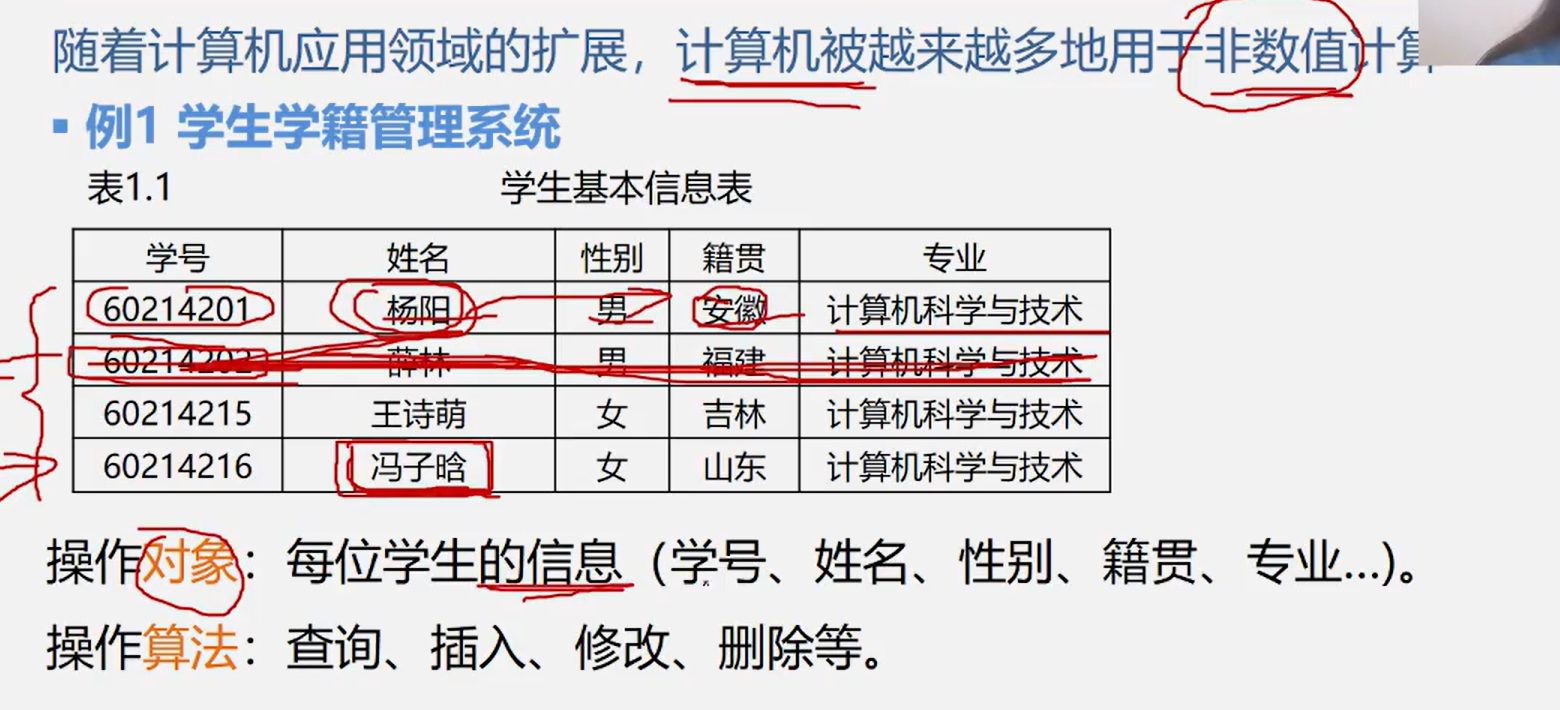 随着计算机应用领域的扩展，计算机被越来越多地用于非数值计算
▪ 例1 学生学籍管理系统
表1.1 学生基本信息表
学号 姓名 性别 籍贯 专业
60214201 杨阳 男 安徽 计算机科学与技术
60214202 薛林 男 福建 计算机科学与技术
60214215 王诗萌 女 吉林 计算机科学与技术
60214216 冯子晗 女 山东 计算机科学与技术
操作对象：每位学生的信息（学号、姓名、性别、籍贯、专业...）。
操作算法：查询、插入、修改、删除等。